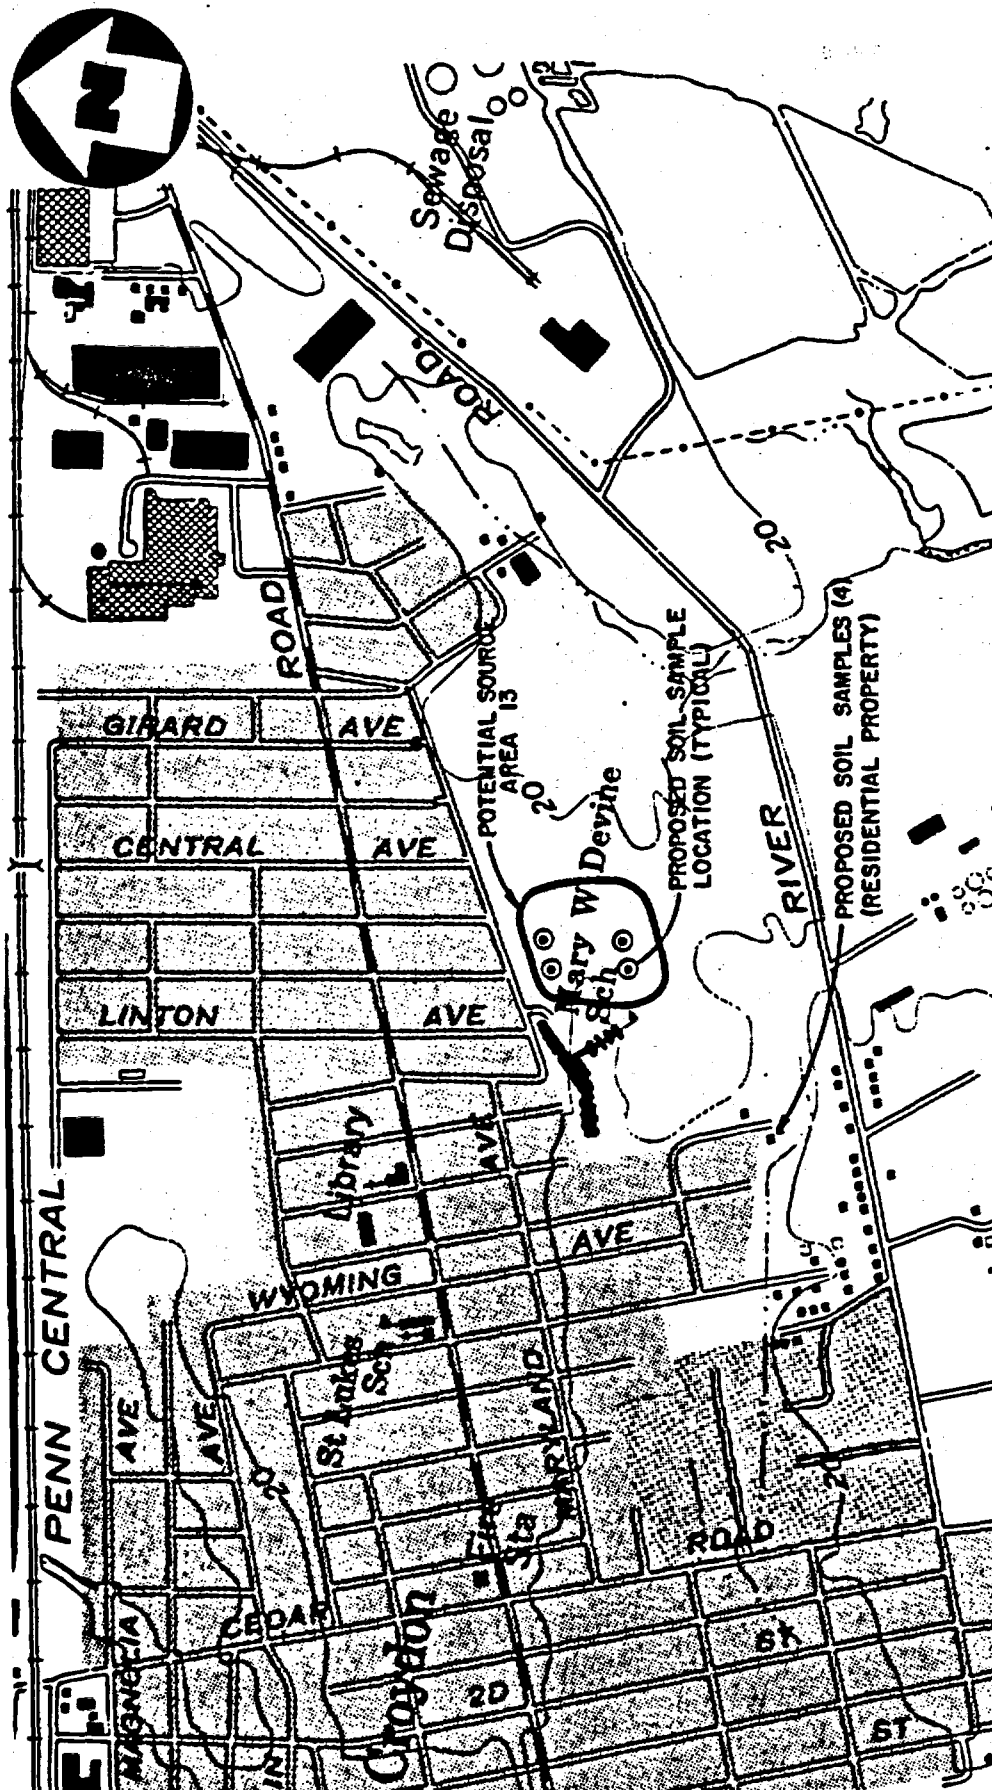 N
Sewage
Disposal
ROAD
ROAD
20
POTENTIAL SOURCE
AREA 13
20
PROPOSED SOIL SAMPLE
LOCATION (TYPICAL)
PROPOSED SOIL SAMPLES (4)
(RESIDENTIAL PROPERTY)
GIRARD AVE
CENTRAL AVE
LINTON AVE
Mary W Devine
Sch
RIVER
Library
AVE
WYOMING AVE
PENN CENTRAL
St Lukes
Sch
MARYLAND
AVE
AVE
20
20
Fire
Sta
ROAD
CEDAR
Croydon
MAGNOLIA
2D
6th
ST